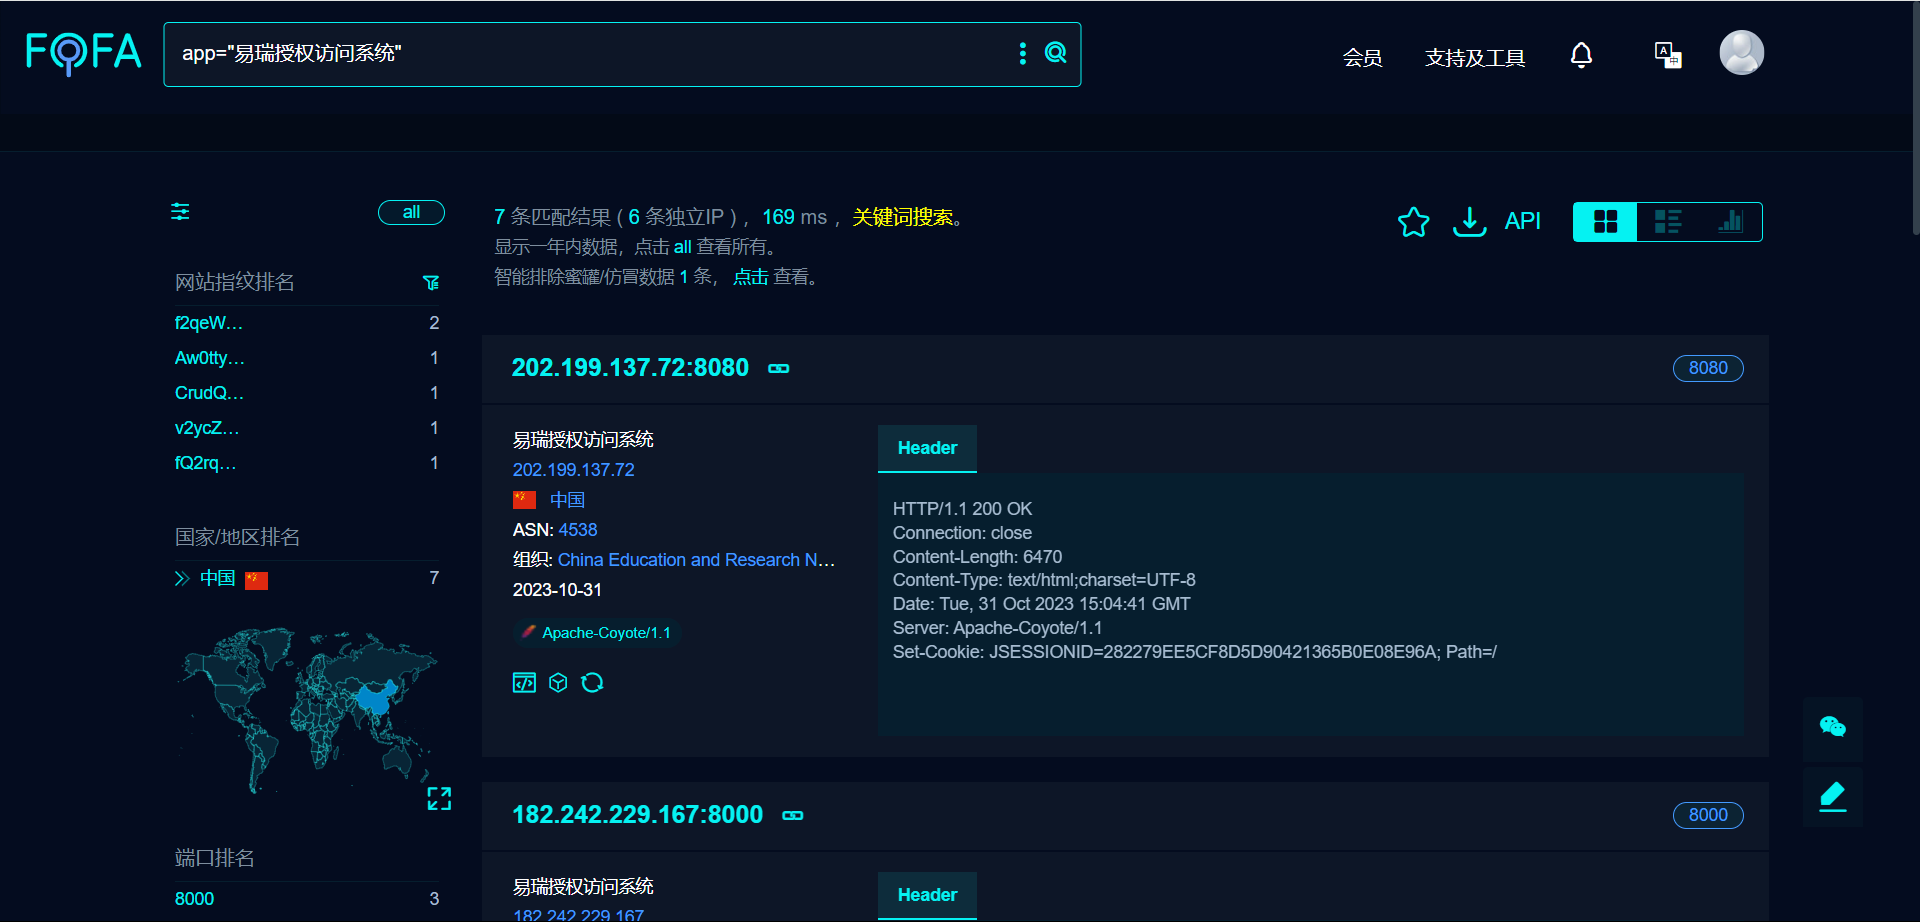 FOFA
app="易瑞授权访问系统"
会员
支持及工具
A
中
all
7 条匹配结果 ( 6 条独立IP ) ,  169 ms ,  关键词搜索。
显示一年内数据, 点击 all 查看所有。
智能排除蜜罐/仿冒数据 1 条,  点击 查看。
API
网站指纹排名
f2qeW... 2
Aw0tty... 1
CrudQ... 1
v2ycZ... 1
fQ2rq... 1
国家/地区排名
中国 7
端口排名
8000 3
202.199.137.72:8080
8080
易瑞授权访问系统
202.199.137.72
中国
ASN: 4538
组织: China Education and Research N...
2023-10-31
Apache-Coyote/1.1
Header
HTTP/1.1 200 OK
Connection: close
Content-Length: 6470
Content-Type: text/html;charset=UTF-8
Date: Tue, 31 Oct 2023 15:04:41 GMT
Server: Apache-Coyote/1.1
Set-Cookie: JSESSIONID=282279EE5CF8D5D90421365B0E08E96A; Path=/
182.242.229.167:8000
8000
易瑞授权访问系统
182.242.229.167
Header